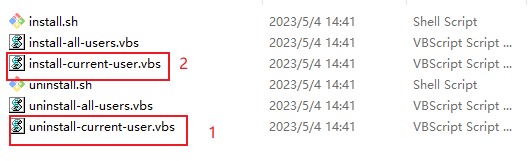 install.sh 2023/5/4 14:41 Shell Script
install-all-users.vbs 2023/5/4 14:41 VBScript Script ...
install-current-user.vbs 2 2023/5/4 14:41 VBScript Script ...
uninstall.sh 2023/5/4 14:41 Shell Script
uninstall-all-users.vbs 2023/5/4 14:41 VBScript Script ...
uninstall-current-user.vbs 1 2023/5/4 14:41 VBScript Script ...